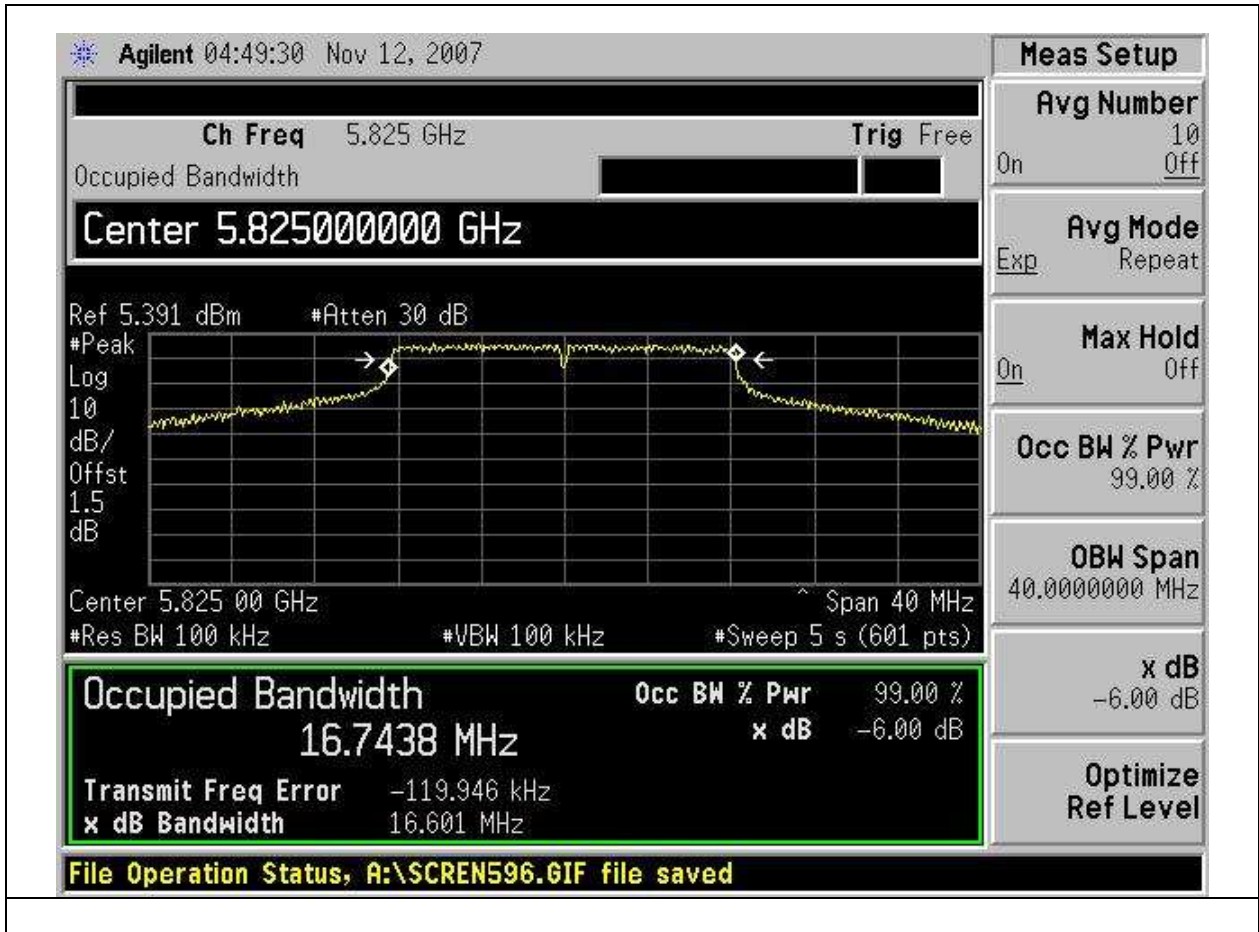 Agilent 04:49:30 Nov 12, 2007
Meas Setup
Ch Freq 5.825 GHz Trig Free
Occupied Bandwidth
Center 5.825000000 GHz
Ref 5.391 dBm #Atten 30 dB
#Peak
Log
10
dB/
Offst
1.5
dB
Center 5.825 00 GHz ^ Span 40 MHz
#Res BW 100 kHz #VBW 100 kHz #Sweep 5 s (601 pts)
Occupied Bandwidth
16.7438 MHz
Occ BW % Pwr 99.00 %
x dB -6.00 dB
Transmit Freq Error -119.946 kHz
x dB Bandwidth 16.601 MHz
File Operation Status, A:\SCREN596.GIF file saved
Avg Number
10
On Off
Avg Mode
Exp Repeat
Max Hold
On Off
Occ BW % Pwr
99.00 %
OBW Span
40.0000000 MHz
x dB
-6.00 dB
Optimize
Ref Level